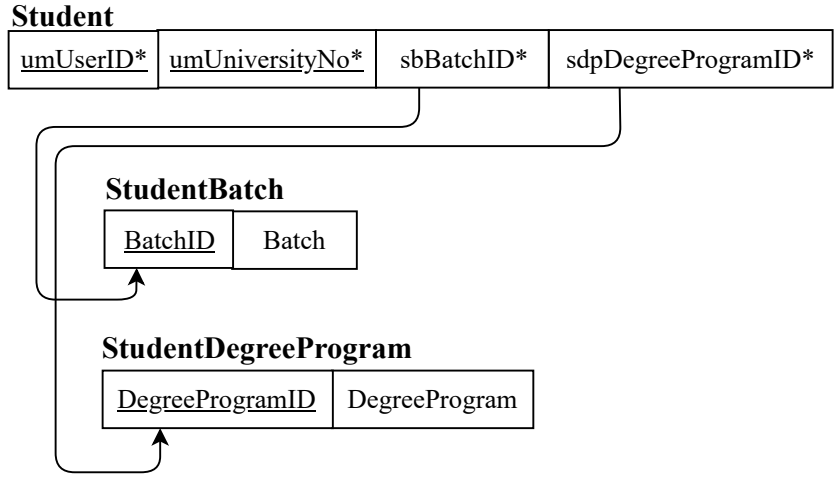 Student
umUserID* umUniversityNo* sbBatchID* sdpDegreeProgramID*
StudentBatch
BatchID Batch
StudentDegreeProgram
DegreeProgramID DegreeProgram